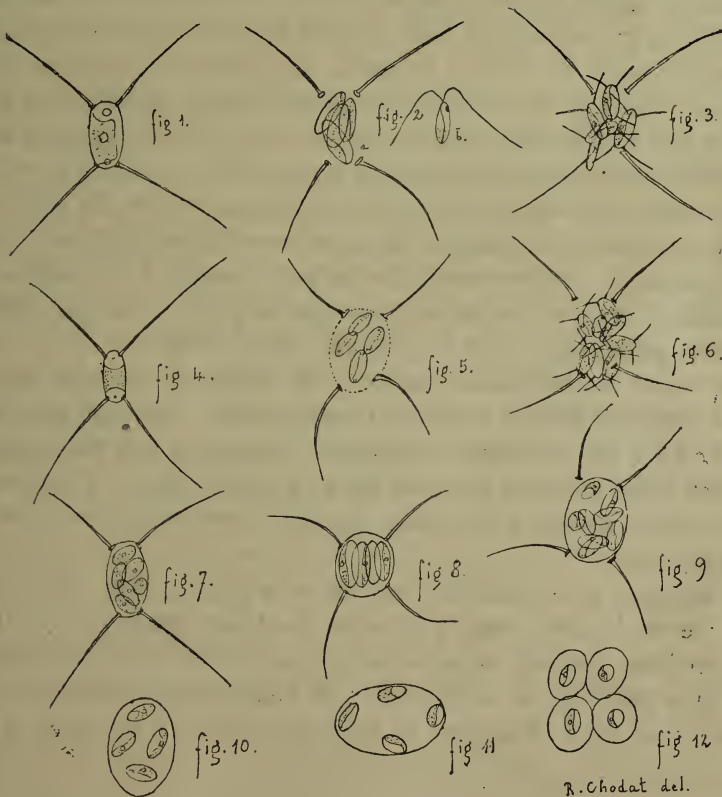 fig 1.
fig. 2
a
b.
fig. 3.
fig 4.
fig. 5.
fig. 6.
fig. 7.
fig 8.
fig. 9
fig. 10.
fig 11
fig 12
R. Chodat del.